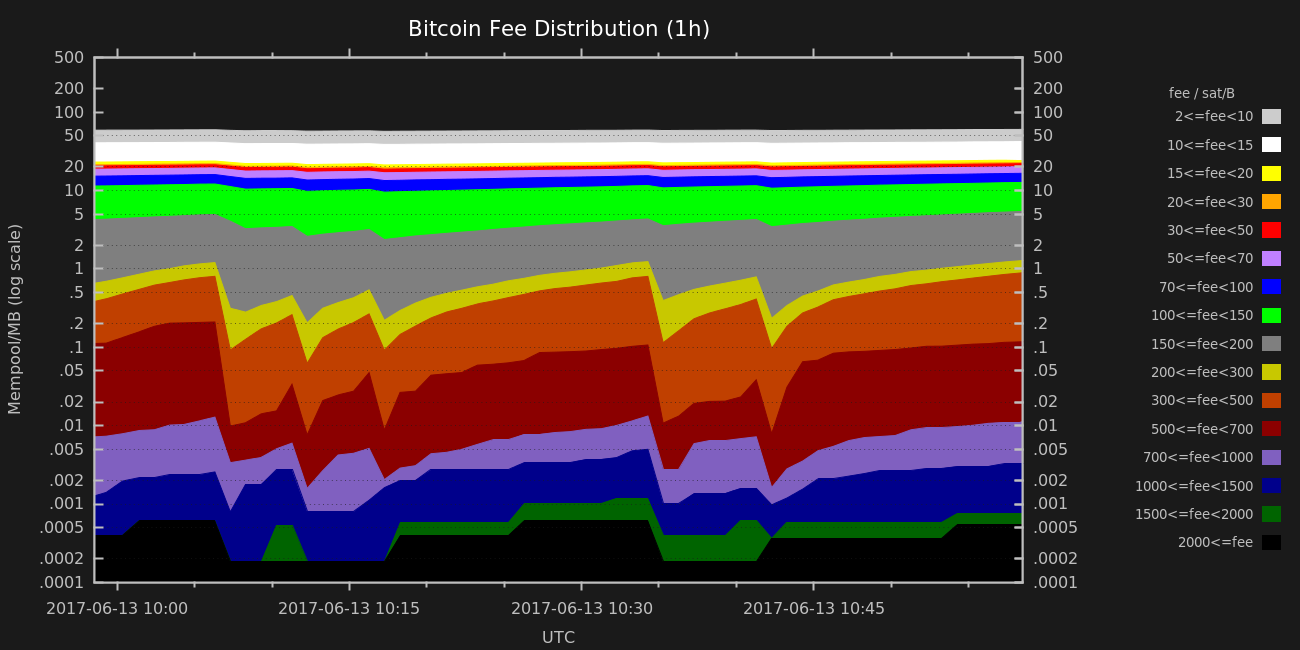 Bitcoin Fee Distribution (1h)
500
200
100
50
20
10
5
2
1
.5
.2
.1
.05
.02
.01
.005
.002
.001
.0005
.0002
.0001
Mempool/MB (log scale)
500
200
100
50
20
10
5
2
1
.5
.2
.1
.05
.02
.01
.005
.002
.001
.0005
.0002
.0001
2017-06-13 10:00
2017-06-13 10:15
2017-06-13 10:30
2017-06-13 10:45
UTC
fee / sat/B
2<=fee<10
10<=fee<15
15<=fee<20
20<=fee<30
30<=fee<50
50<=fee<70
70<=fee<100
100<=fee<150
150<=fee<200
200<=fee<300
300<=fee<500
500<=fee<700
700<=fee<1000
1000<=fee<1500
1500<=fee<2000
2000<=fee